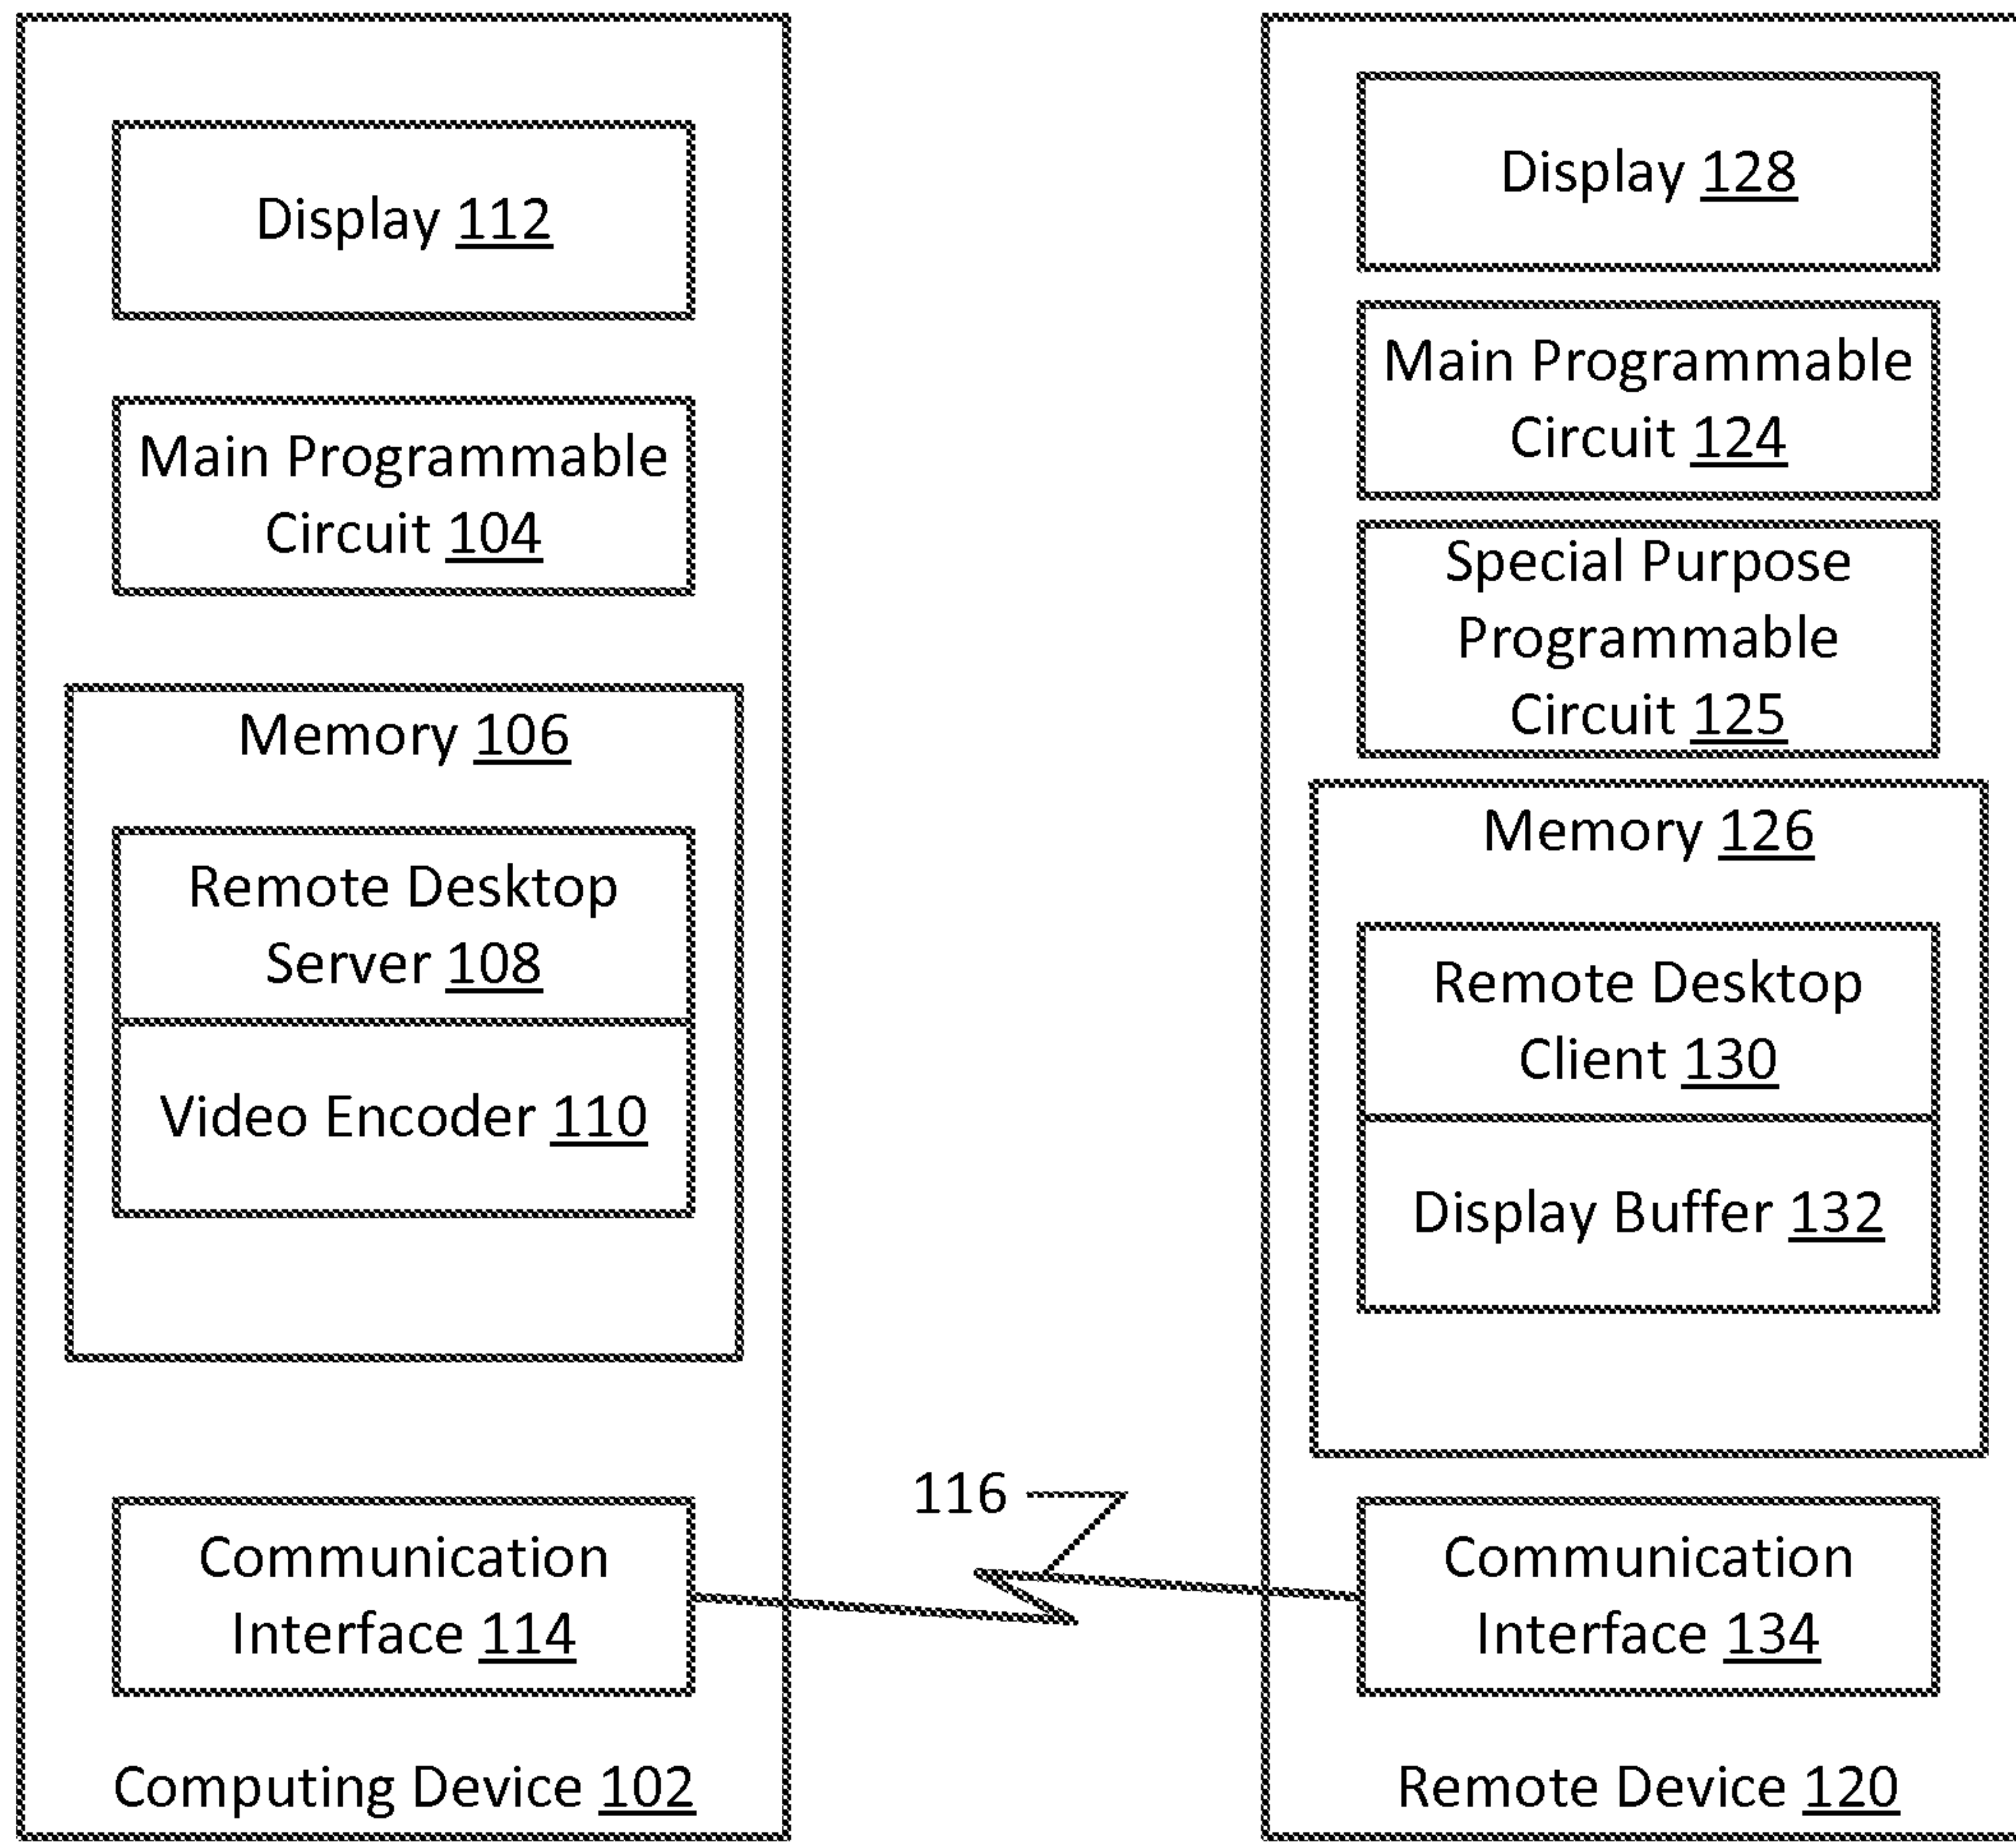 Display 112
Main Programmable
Circuit 104
Memory 106
Remote Desktop
Server 108
Video Encoder 110
Communication
Interface 114
Computing Device 102
116
Display 128
Main Programmable
Circuit 124
Special Purpose
Programmable
Circuit 125
Memory 126
Remote Desktop
Client 130
Display Buffer 132
Communication
Interface 134
Remote Device 120